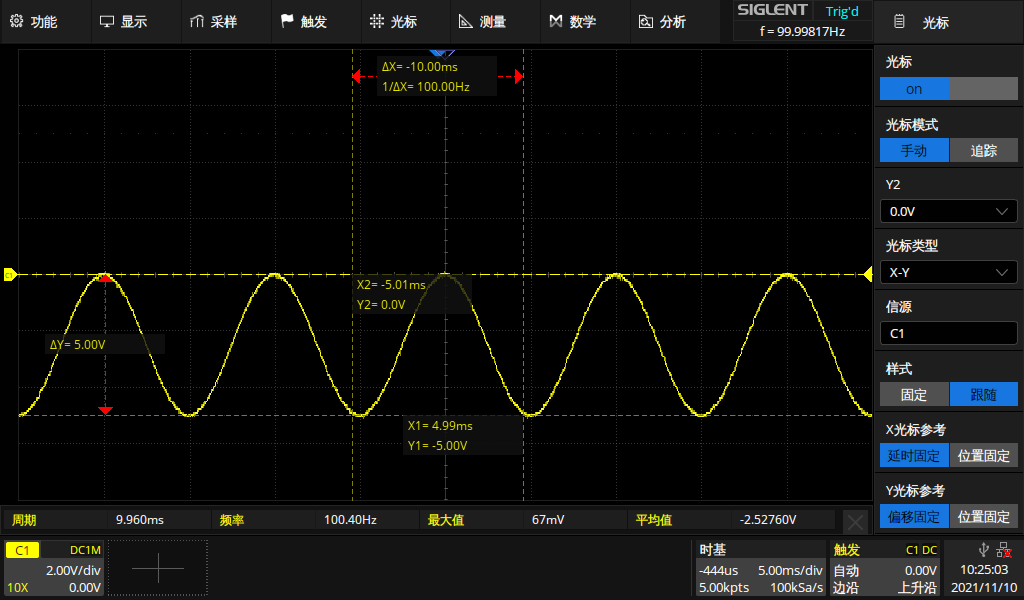 功能 显示 采样 触发 光标 测量 数学 分析
SIGLENT Trig'd
f = 99.99817Hz
光标
光标
on
光标模式
手动 追踪
Y2
0.0V
光标类型
X-Y
信源
C1
样式
固定 跟随
X光标参考
延时固定 位置固定
Y光标参考
偏移固定 位置固定
ΔX= -10.00ms
1/ΔX= 100.00Hz
C1
X2= -5.01ms
Y2= 0.0V
ΔY= 5.00V
X1= 4.99ms
Y1= -5.00V
周期 9.960ms 频率 100.40Hz 最大值 67mV 平均值 -2.52760V
C1 DC1M
2.00V/div
10X 0.00V
时基
-444us 5.00ms/div
5.00kpts 100kSa/s
触发 C1 DC
自动 0.00V
边沿 上升沿
10:25:03
2021/11/10